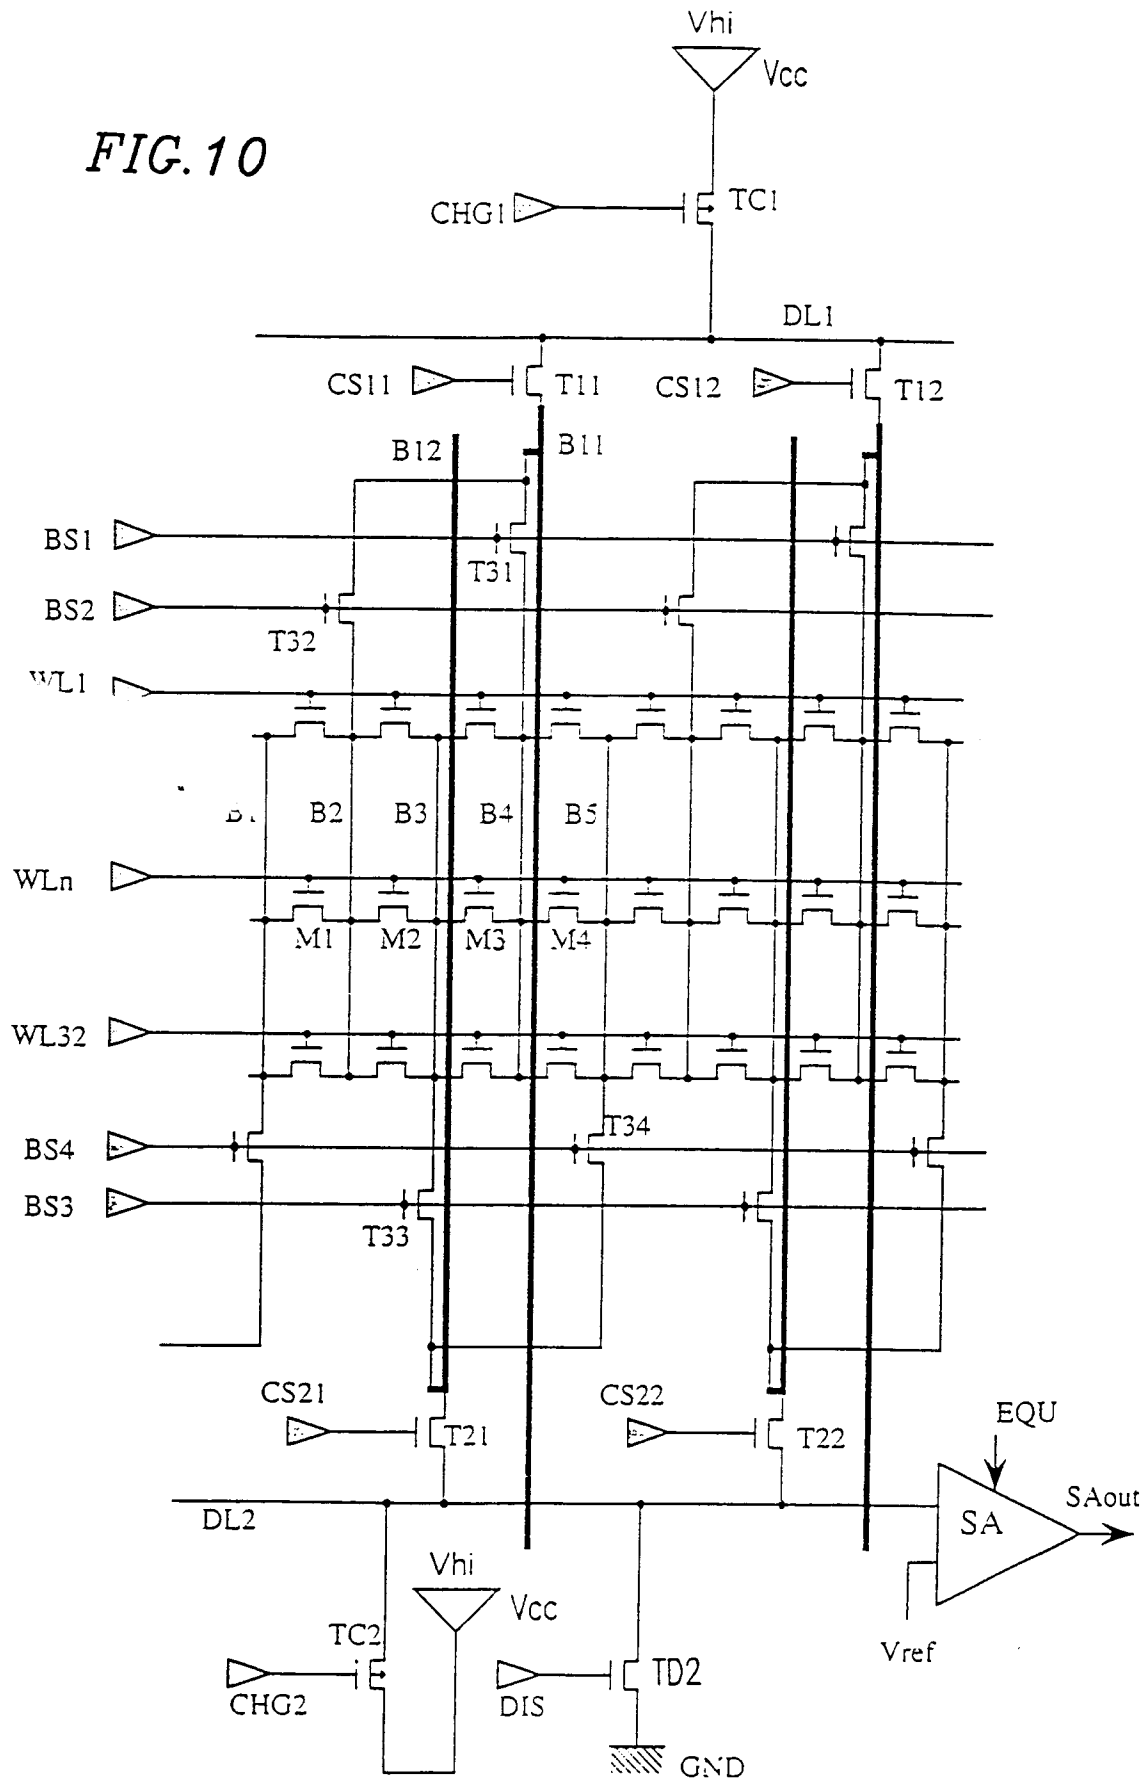 Vhi
Vcc
FIG.10
CHG1
TC1
DL1
CS11
T11
CS12
T12
B12
B11
BS1
T31
BS2
T32
WL1
B2
B3
B4
B5
WLn
M1
M2
M3
M4
WL32
BS4
T34
BS3
T33
CS21
CS22
T21
T22
EQU
SAout
SA
DL2
Vhi
Vcc
TC2
Vref
TD2
CHG2
DIS
GND